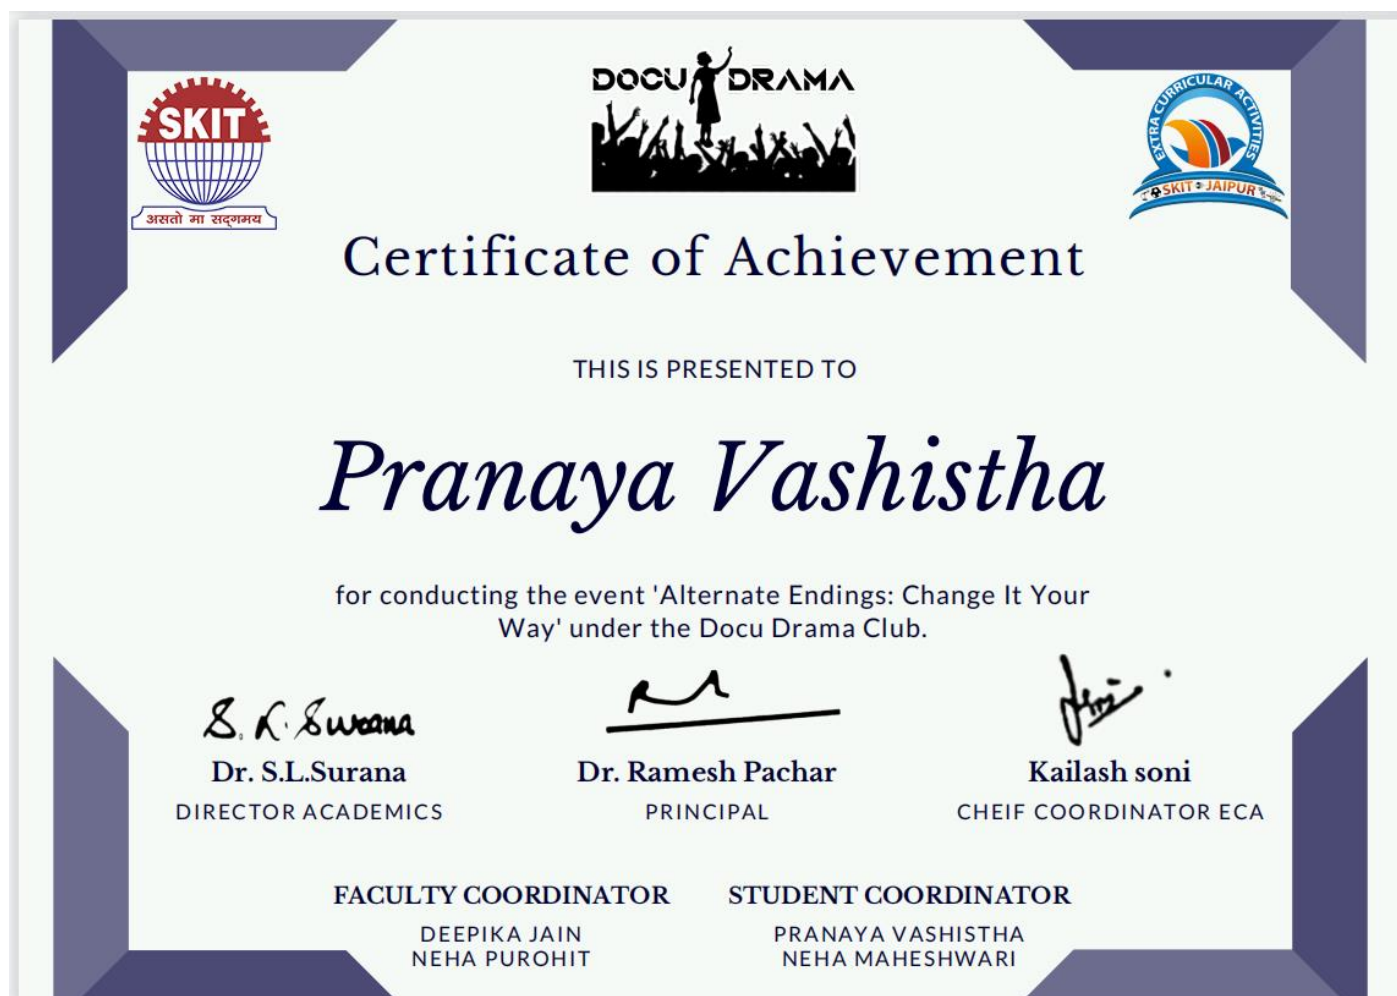 SKIT
असतो मा सद्गमय
DOCU DRAMA
EXTRA CURRICULAR ACTIVITIES
SKIT JAIPUR
Certificate of Achievement
THIS IS PRESENTED TO
Pranaya Vashistha
for conducting the event 'Alternate Endings: Change It Your
Way' under the Docu Drama Club.
S. L. Surana
Dr. S.L.Surana
DIRECTOR ACADEMICS
Dr. Ramesh Pachar
PRINCIPAL
Kailash soni
CHEIF COORDINATOR ECA
FACULTY COORDINATOR
DEEPIKA JAIN
NEHA PUROHIT
STUDENT COORDINATOR
PRANAYA VASHISTHA
NEHA MAHESHWARI